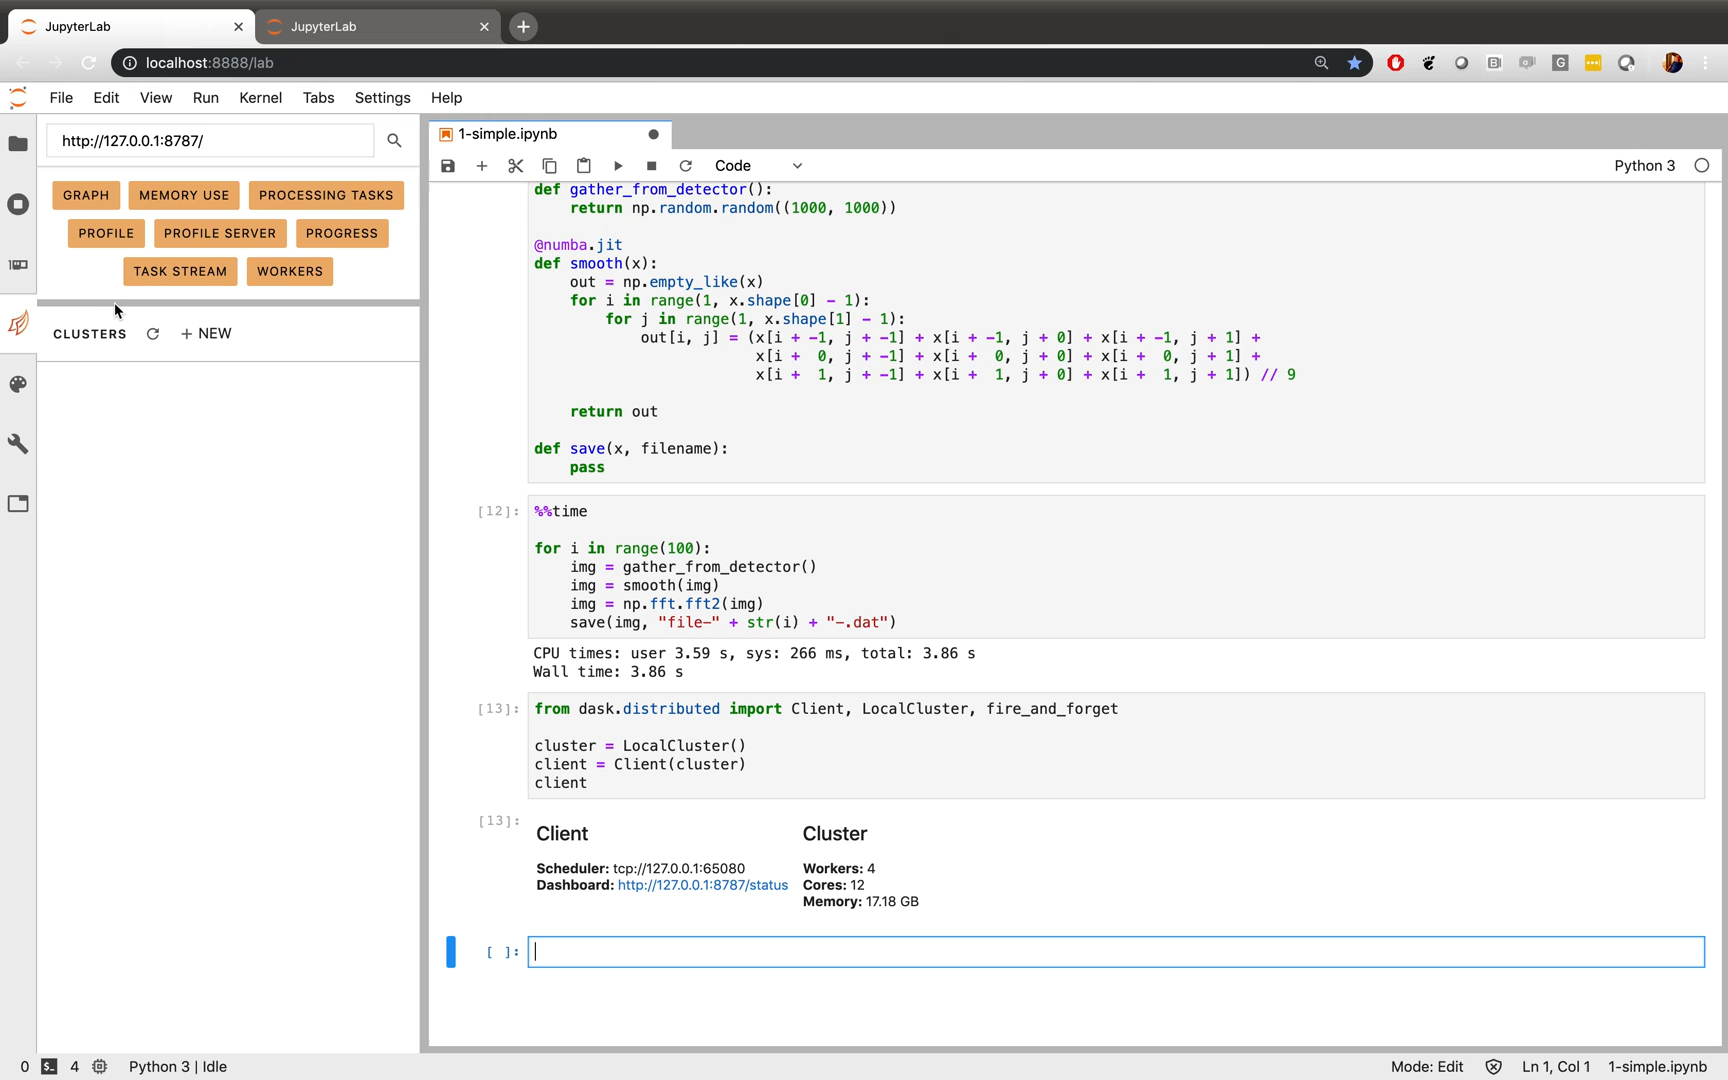 JupyterLab
JupyterLab
localhost:8888/lab
File Edit View Run Kernel Tabs Settings Help
http://127.0.0.1:8787/
GRAPH MEMORY USE PROCESSING TASKS
PROFILE PROFILE SERVER PROGRESS
TASK STREAM WORKERS
CLUSTERS + NEW
1-simple.ipynb
Code
Python 3
def gather_from_detector():
    return np.random.random((1000, 1000))
@numba.jit
def smooth(x):
    out = np.empty_like(x)
    for i in range(1, x.shape[0] - 1):
        for j in range(1, x.shape[1] - 1):
            out[i, j] = (x[i + -1, j + -1] + x[i + -1, j + 0] + x[i + -1, j + 1] +
                         x[i +  0, j + -1] + x[i +  0, j + 0] + x[i +  0, j + 1] +
                         x[i +  1, j + -1] + x[i +  1, j + 0] + x[i +  1, j + 1]) // 9
    return out
def save(x, filename):
    pass
[12]: %%time
for i in range(100):
    img = gather_from_detector()
    img = smooth(img)
    img = np.fft.fft2(img)
    save(img, "file-" + str(i) + "-.dat")
CPU times: user 3.59 s, sys: 266 ms, total: 3.86 s
Wall time: 3.86 s
[13]: from dask.distributed import Client, LocalCluster, fire_and_forget
cluster = LocalCluster()
client = Client(cluster)
client
[13]:
Client
Scheduler: tcp://127.0.0.1:65080
Dashboard: http://127.0.0.1:8787/status
Cluster
Workers: 4
Cores: 12
Memory: 17.18 GB
[ ]:
0 4 Python 3 | Idle
Mode: Edit Ln 1, Col 1 1-simple.ipynb